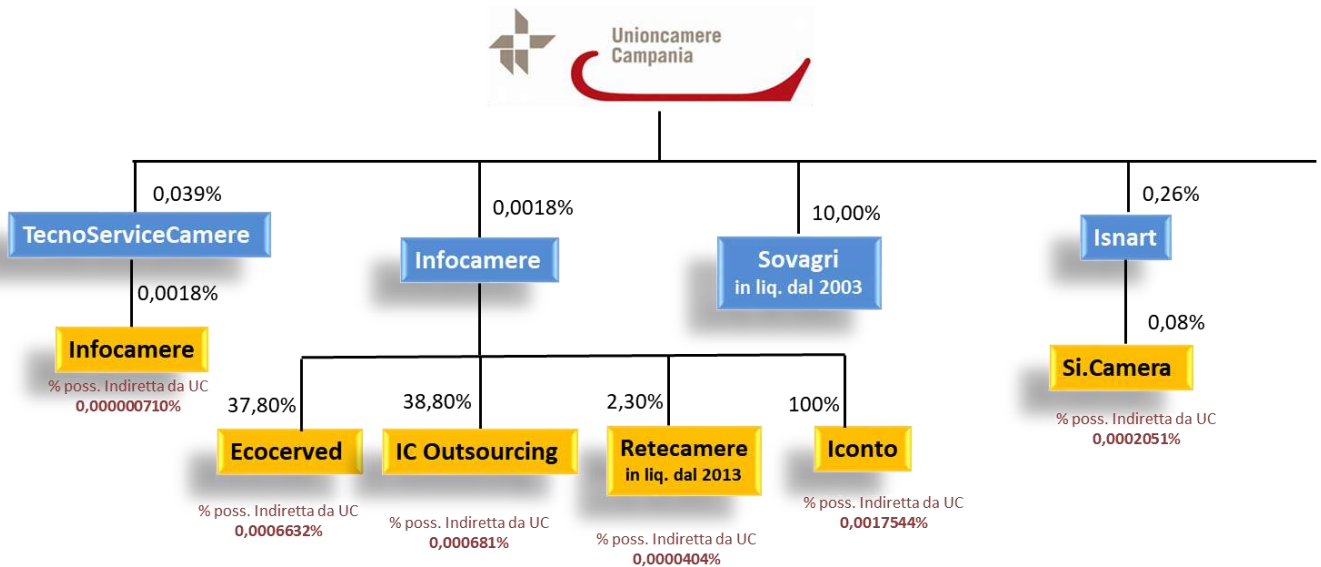 Unioncamere
Campania
0,039%
TecnoServiceCamere
0,0018%
Infocamere
% poss. Indiretta da UC
0,000000710%
0,0018%
Infocamere
37,80%
Ecocerved
% poss. Indiretta da UC
0,0006632%
38,80%
IC Outsourcing
% poss. Indiretta da UC
0,000681%
2,30%
Retecamere
in liq. dal 2013
% poss. Indiretta da UC
0,0000404%
100%
Iconto
% poss. Indiretta da UC
0,0017544%
10,00%
Sovagri
in liq. dal 2003
0,26%
Isnart
0,08%
Si.Camera
% poss. Indiretta da UC
0,0002051%